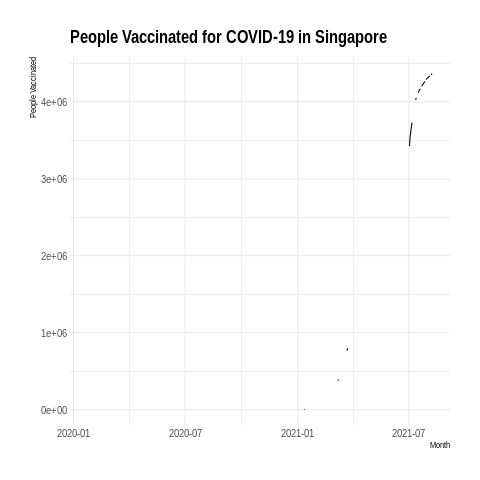 People Vaccinated for COVID-19 in Singapore
People Vaccinated
4e+06
3e+06
2e+06
1e+06
0e+00
2020-01 2020-07 2021-01 2021-07
Month